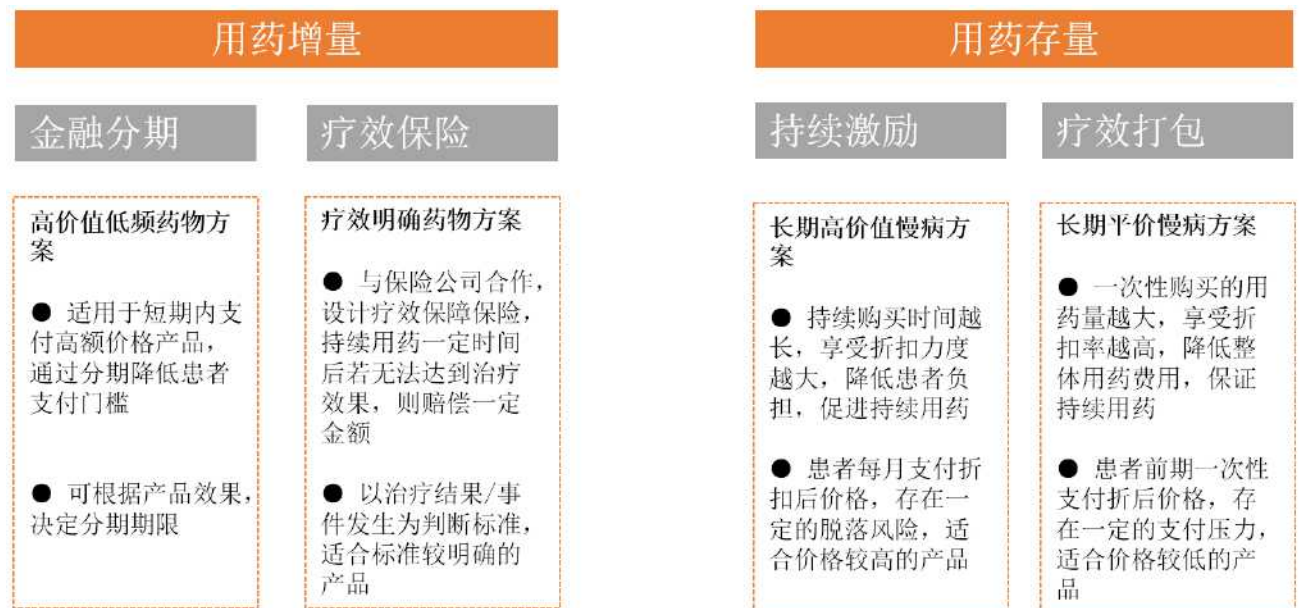 用药增量
用药存量
金融分期
疗效保险
持续激励
疗效打包
高价值低频药物方
案
● 适用于短期内支
付高额价格产品，
通过分期降低患者
支付门槛
● 可根据产品效果，
决定分期期限
疗效明确药物方案
● 与保险公司合作，
设计疗效保障保险，
持续用药一定时间
后若无法达到治疗
效果，则赔偿一定
金额
● 以治疗结果/事
件发生为判断标准，
适合标准较明确的
产品
长期高价值慢病方
案
● 持续购买时间越
长，享受折扣力度
越大，降低患者负
担，促进持续用药
● 患者每月支付折
扣后价格，存在一
定的脱落风险，适
合价格较高的产品
长期平价慢病方案
● 一次性购买的用
药量越大，享受折
扣率越高，降低整
体用药费用，保证
持续用药
● 患者前期一次性
支付折后价格，存
在一定的支付压力，
适合价格较低的产
品